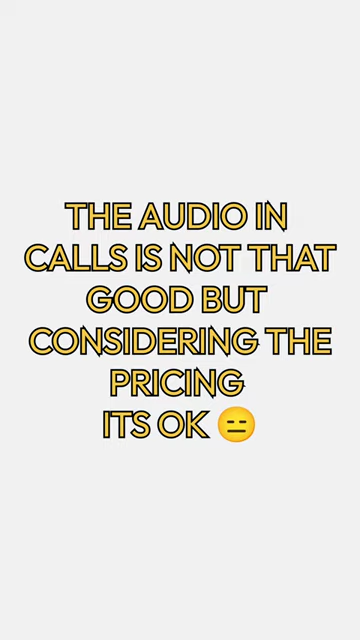 THE AUDIO IN
CALLS IS NOT THAT
GOOD BUT
CONSIDERING THE
PRICING
ITS OK 😑